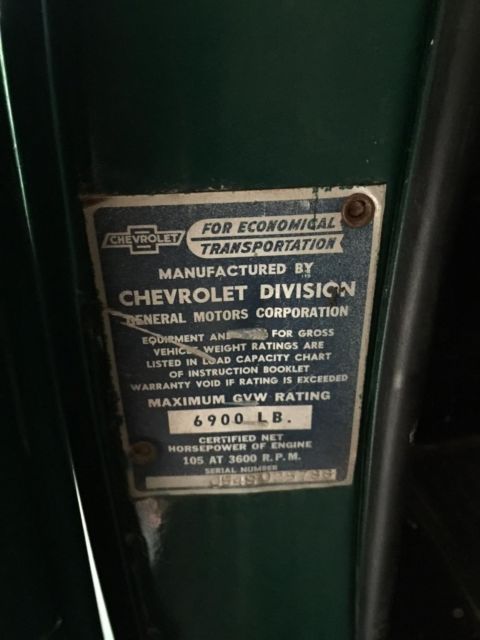 CHEVROLET
FOR ECONOMICAL
TRANSPORTATION
MANUFACTURED BY
CHEVROLET DIVISION
GENERAL MOTORS CORPORATION
EQUIPMENT AND FOR GROSS
VEHICLE WEIGHT RATINGS ARE
LISTED IN LOAD CAPACITY CHART
OF INSTRUCTION BOOKLET
WARRANTY VOID IF RATING IS EXCEEDED
MAXIMUM GVW RATING
6900 LB.
CERTIFIED NET
HORSEPOWER OF ENGINE
105 AT 3600 R.P.M.
SERIAL NUMBER